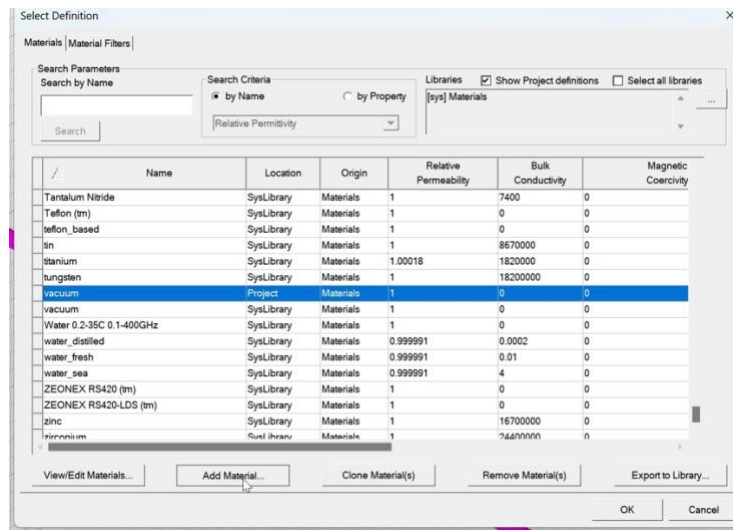 Select Definition
Materials Material Filters
Search Parameters
Search by Name
Search
Search Criteria
by Name by Property
Relative Permitivity
Libraries Show Project definitions Select all libraries
[sys] Materials
...
/ Name Location Origin Relative Permeability Bulk Conductivity Magnetic Coercivity
Tantalum Nitride SysLibrary Materials 1 7400 0
Teflon (tm) SysLibrary Materials 1 0 0
teflon_based SysLibrary Materials 1 0 0
tin SysLibrary Materials 1 8670000 0
titanium SysLibrary Materials 1.00018 1820000 0
tungsten SysLibrary Materials 1 18200000 0
vacuum Project Materials 1 0 0
vacuum SysLibrary Materials 1 0 0
Water 0.2-35C 0.1-400GHz SysLibrary Materials 1 0 0
water_distilled SysLibrary Materials 0.999991 0.0002 0
water_fresh SysLibrary Materials 0.999991 0.01 0
water_sea SysLibrary Materials 0.999991 4 0
ZEONEX RS420 (tm) SysLibrary Materials 1 0 0
ZEONEX RS420-LDS (tm) SysLibrary Materials 1 0 0
zinc SysLibrary Materials 1 16700000 0
zirconium SysLibrary Materials 1 24400000 0
View/Edit Materials... Add Material... Clone Material(s) Remove Material(s) Export to Library...
OK Cancel